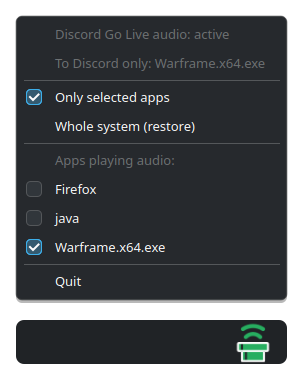 Discord Go Live audio: active
To Discord only: Warframe.x64.exe
Only selected apps
Whole system (restore)
Apps playing audio:
Firefox
java
Warframe.x64.exe
Quit